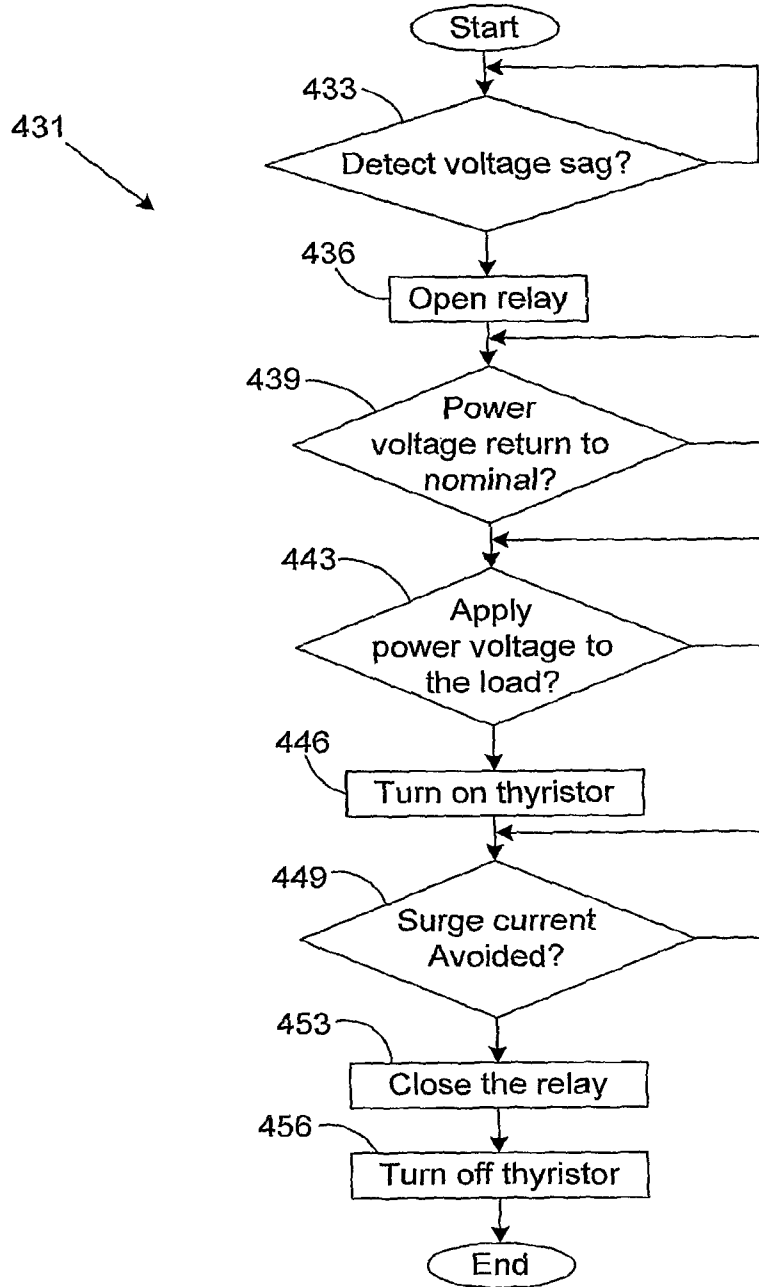 Start
433
431
Detect voltage sag?
436
Open relay
439
Power
voltage return to
nominal?
443
Apply
power voltage to
the load?
446
Turn on thyristor
449
Surge current
Avoided?
453
Close the relay
456
Turn off thyristor
End